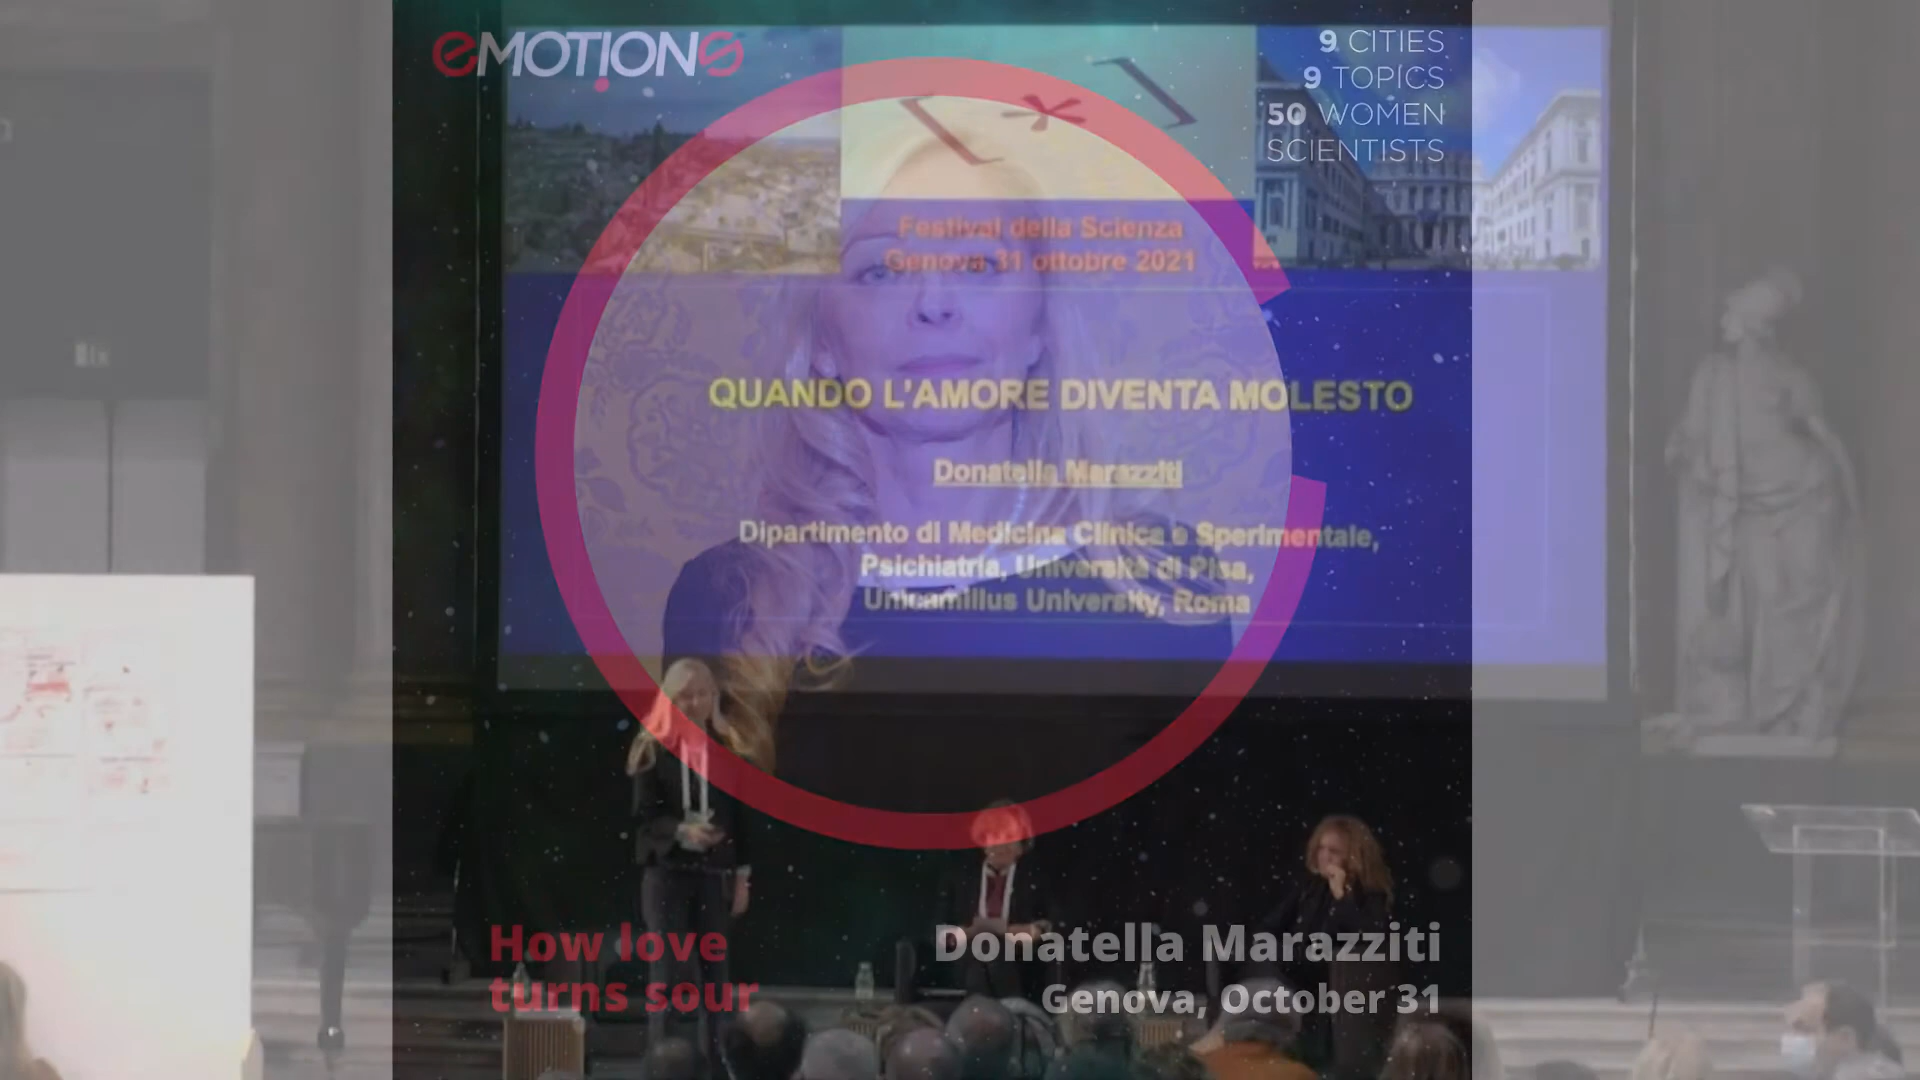 eMOTIONS
9 CITIES
9 TOPICS
50 WOMEN
SCIENTISTS
Festival della Scienza
Genova 31 ottobre 2021
QUANDO L'AMORE DIVENTA MOLESTO
Donatella Marazziti
Dipartimento di Medicina Clinica e Sperimentale,
Psichiatria, Università di Pisa,
Unicamillus University, Roma
How love
turns sour
Donatella Marazziti
Genova, October 31